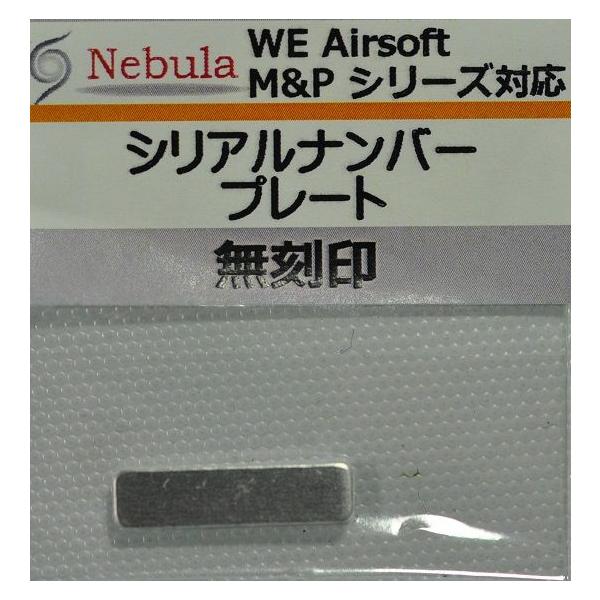 Nebula
WE Airsoft
M&P シリーズ対応
シリアルナンバー
プレート
無刻印